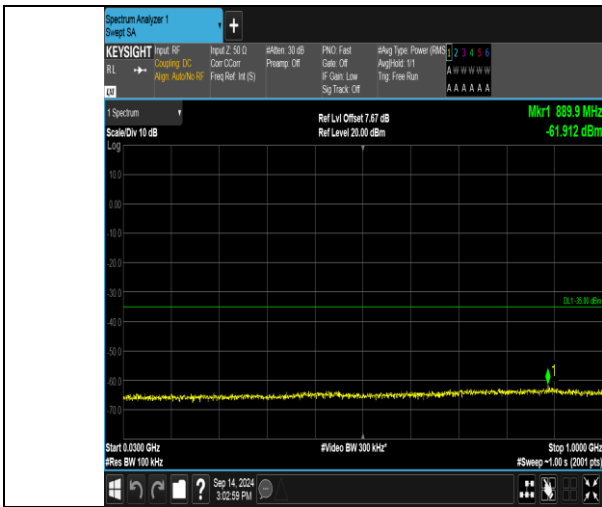 Spectrum Analyzer 1
Swept SA
+
KEYSIGHT
RL
LXI
Input: RF
Coupling: DC
Align: Auto/No RF
Input Z: 50 Ω
Corr CCorr
Freq Ref: Int (S)
#Atten: 30 dB
Preamp: Off
PNO: Fast
Gate: Off
IF Gain: Low
Sig Track: Off
#Avg Type: Power (RMS
Avg|Hold: 1/1
Trig: Free Run
1 2 3 4 5 6
A W W W W W
A A A A A A
1 Spectrum
Scale/Div 10 dB
Log
Ref Lvl Offset 7.67 dB
Ref Level 20.00 dBm
Mkr1 889.9 MHz
-61.912 dBm
10.0
0.00
-10.0
-20.0
-30.0
DL1 -35.00 dBm
-40.0
-50.0
-60.0
1
-70.0
Start 0.0300 GHz
#Video BW 300 kHz*
Stop 1.0000 GHz
#Res BW 100 kHz
#Sweep ~1.00 s (2001 pts)
?
Sep 14, 2024
3:02:59 PM